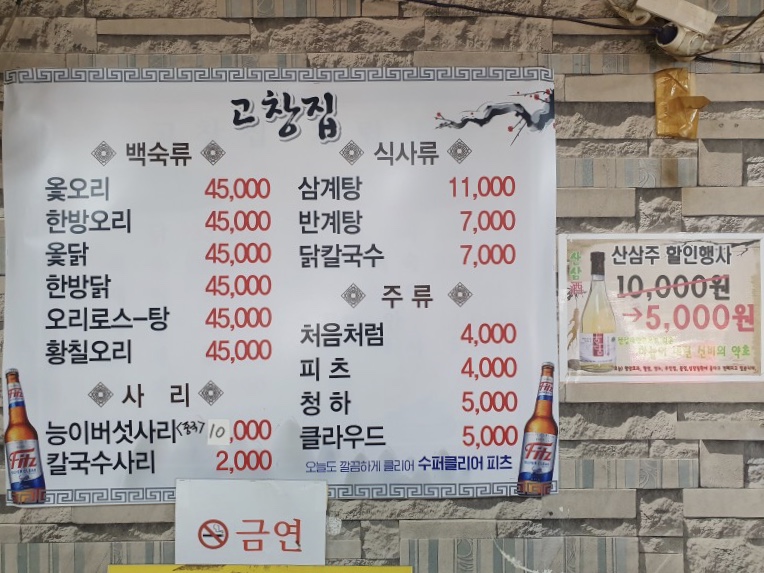 고창집
백숙류
옻오리 45,000
한방오리 45,000
옻닭 45,000
한방닭 45,000
오리로스-탕 45,000
황칠오리 45,000
사 리
능이버섯사리 10,000
칼국수사리 2,000
식사류
삼계탕 11,000
반계탕 7,000
닭칼국수 7,000
주 류
처음처럼 4,000
피 츠 4,000
청 하 5,000
클라우드 5,000
오늘도 깔끔하게 클리어 수퍼클리어 피츠
Fitz
Fitz
금연
산삼
산삼주 할인행사
10,000원
→5,000원